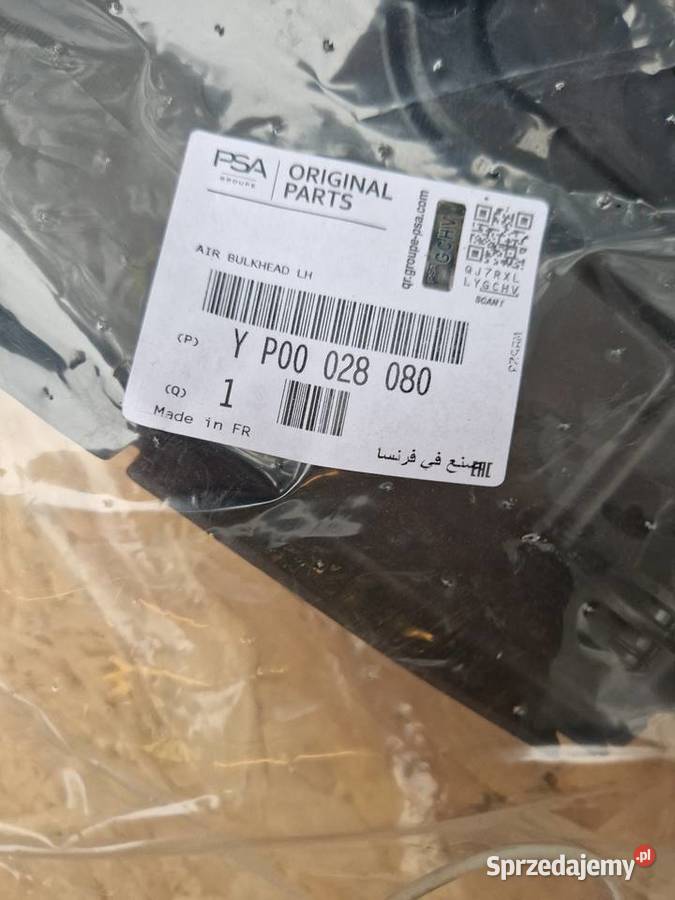 PSA
GROUPE
ORIGINAL
PARTS
qr.groupe-psa.com
GCHV
QJ7RXL
LYGCHV
SCAN!
AIR BULKHEAD LH
(P) Y P00 028 080
(Q) 1
Made in FR
صنع في فرنسا
EAC
Sprzedajemy.pl